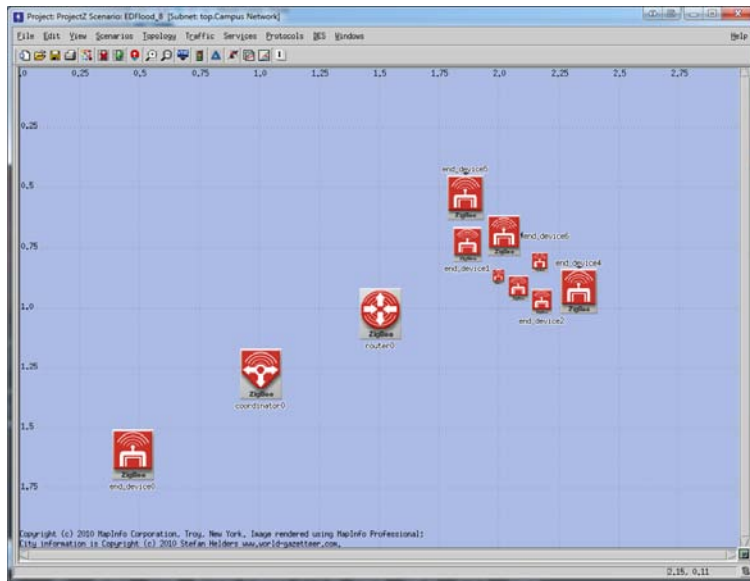 Project: ProjectZ Scenario: EDFlood_8 [Subnet: top.Campus Network]
File Edit View Scenarios Topology Traffic Services Protocols DES Windows Help
0 0.25 0.5 0.75 1.0 1.25 1.5 1.75 2.0 2.25 2.5 2.75
0.25
end_device5
0.5
ZigBee
end_device6
ZigBee
0.75
ZigBee
end_device1
end_device4
1.0
ZigBee
end_device2
ZigBee
router0
1.25
ZigBee
coordinator0
1.5
ZigBee
end_device0
1.75
Copyright (c) 2010 MapInfo Corporation, Troy, New York. Image rendered using MapInfo Professional;
City information is Copyright (c) 2010 Stefan Helders www.world-gazetteer.com.
2.15, 0.11